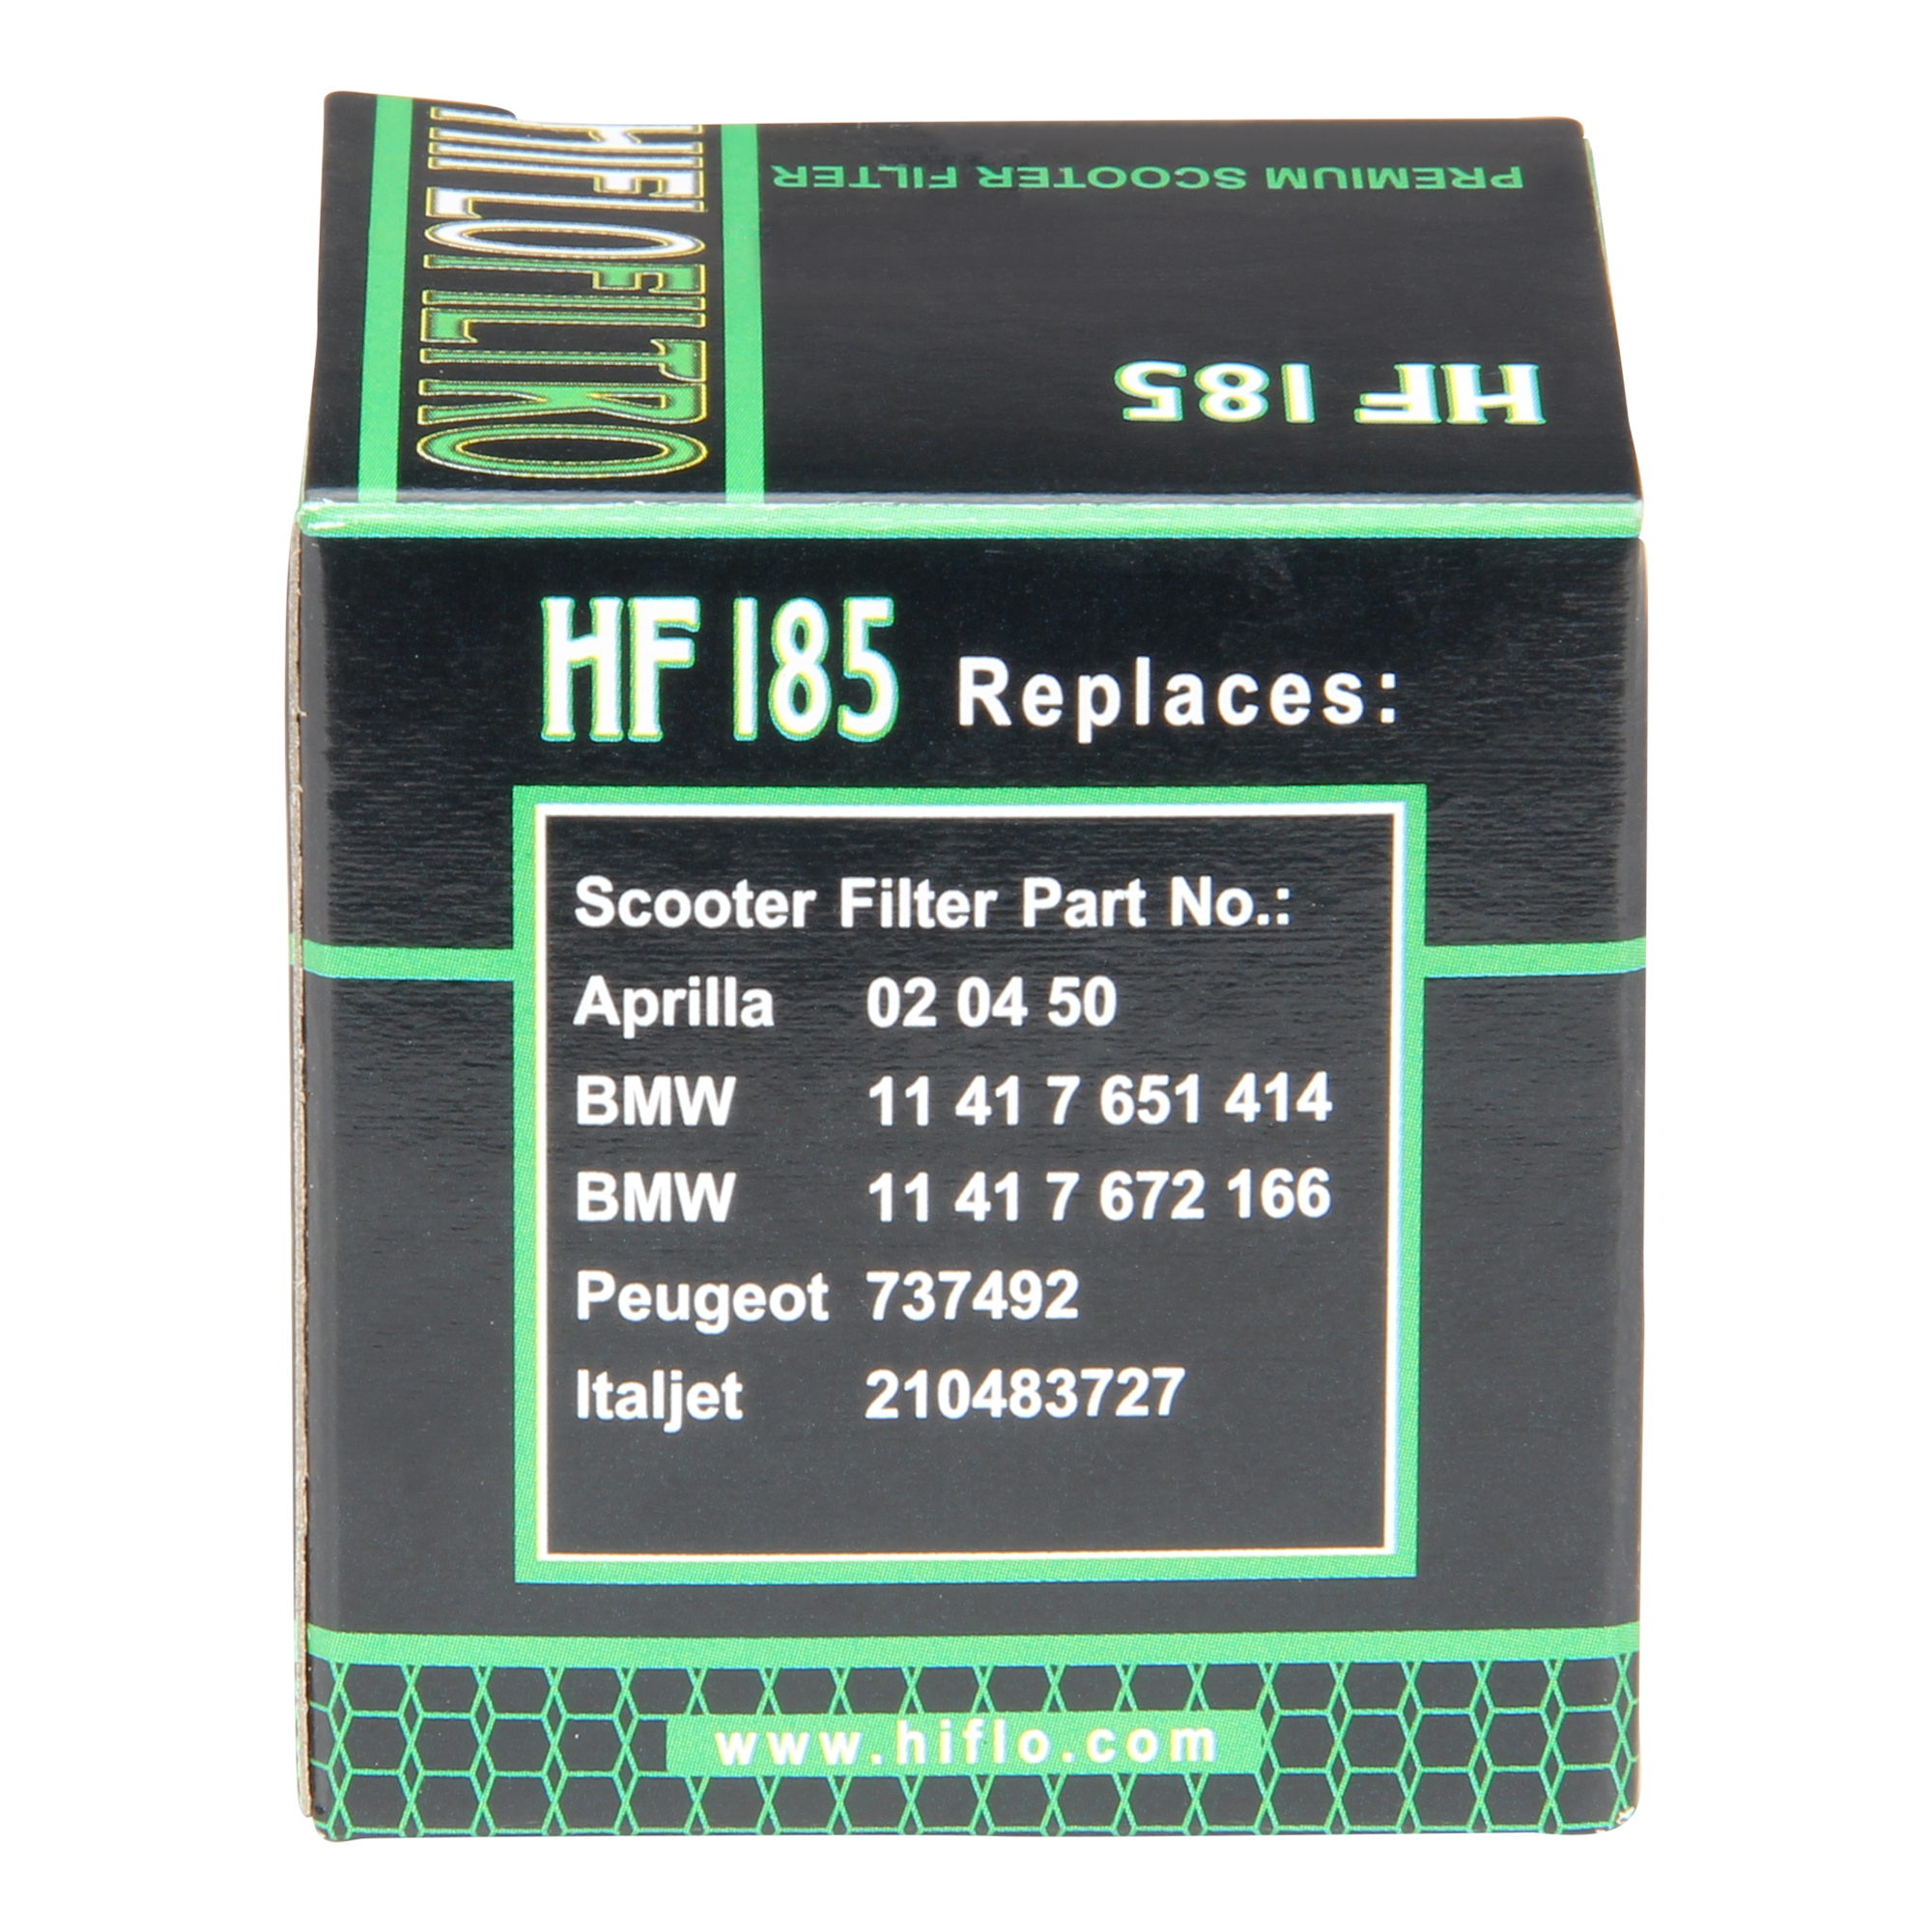 HIFLOFILTRO
PREMIUM SCOOTER FILTER
HF 185
HF 185 Replaces:
Scooter Filter Part No.:
Aprilla 02 04 50
BMW 11 41 7 651 414
BMW 11 41 7 672 166
Peugeot 737492
Italjet 210483727
www.hiflo.com